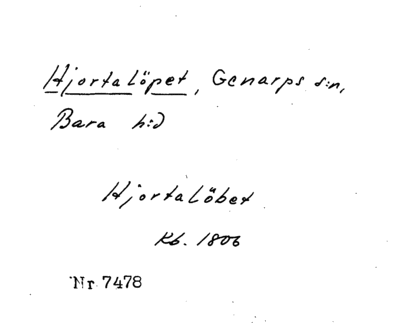 Hjortalöpet, Genarps s:n,
Bara h:d
Hjortalöbet
Kb. 1806
Nr 7478